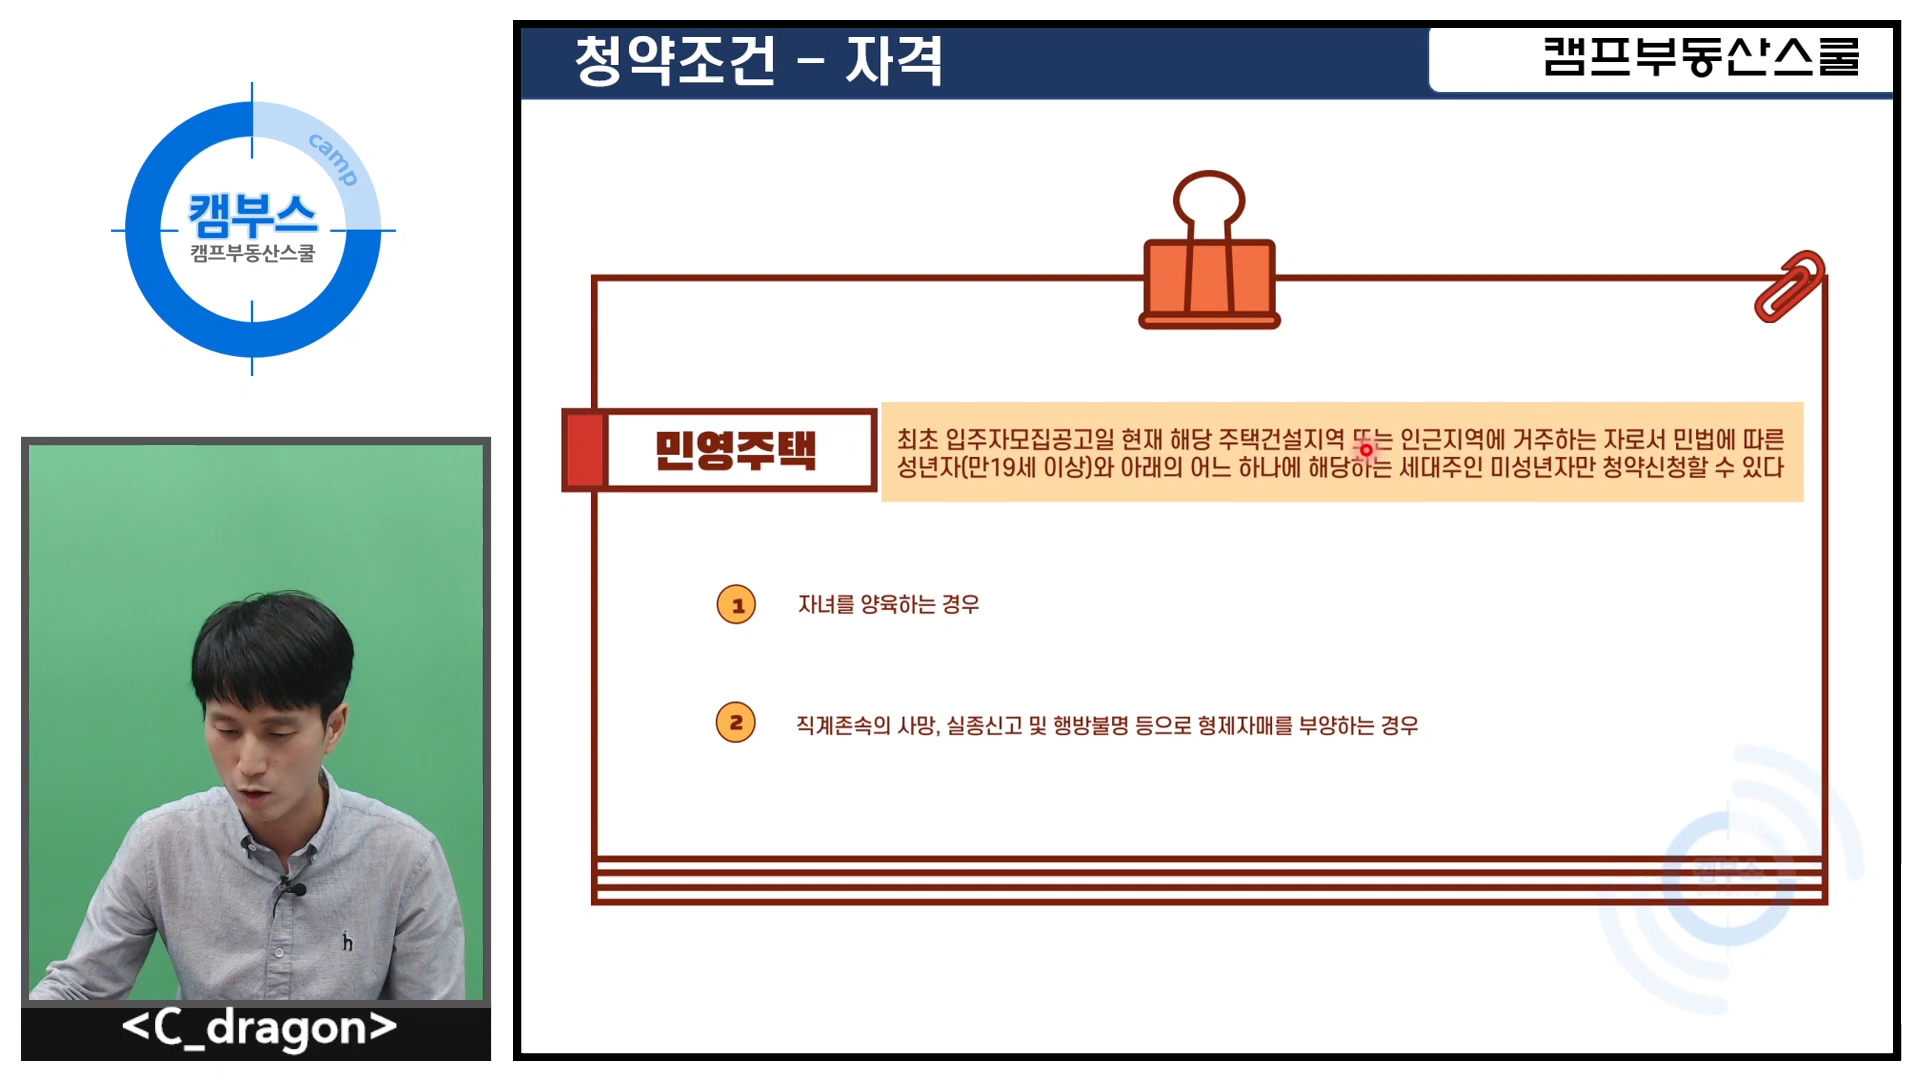 청약조건 - 자격
캠프부동산스쿨
camp
캠부스
캠프부동산스쿨
민영주택
최초 입주자모집공고일 현재 해당 주택건설지역 또는 인근지역에 거주하는 자로서 민법에 따른
성년자(만19세 이상)와 아래의 어느 하나에 해당하는 세대주인 미성년자만 청약신청할 수 있다
1 자녀를 양육하는 경우
2 직계존속의 사망, 실종신고 및 행방불명 등으로 형제자매를 부양하는 경우
캠부스
h
<C_dragon>